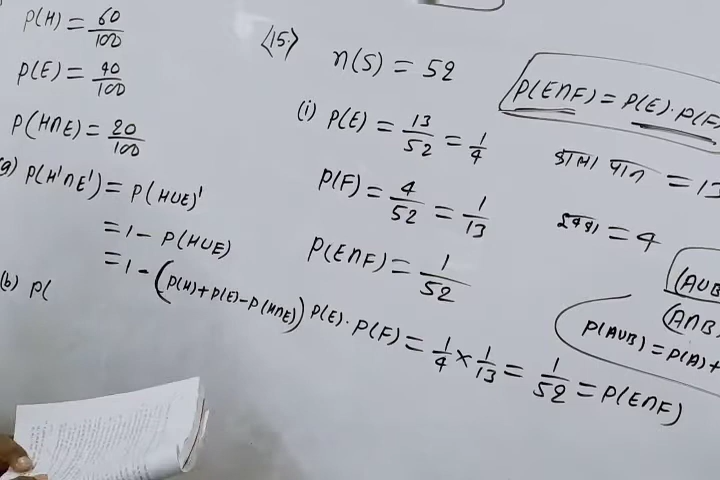 P(H) = 60/100
P(E) = 40/100
P(H∩E) = 20/100
(a) P(H'∩E') = P(H∪E)'
= 1 - P(H∪E)
= 1 - (P(H)+P(E)-P(H∩E))
(b) P(
<15.> n(S) = 52
(i) P(E) = 13/52 = 1/4
P(F) = 4/52 = 1/13
P(E∩F) = 1/52
P(E)·P(F) = 1/4 × 1/13 = 1/52 = P(E∩F)
P(E∩F) = P(E)·P(F)
काला पान = 13
इक्का = 4
(A∪B
(A∩B)
P(A∪B) = P(A)+